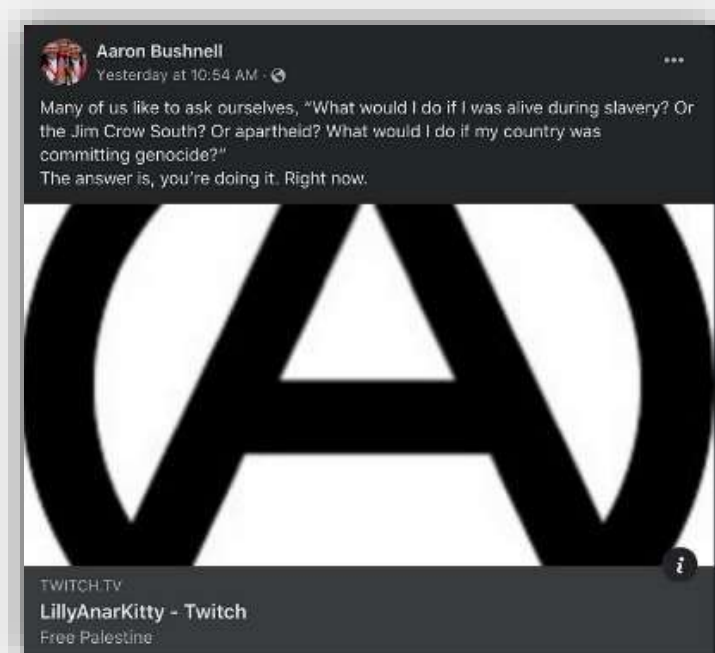 Aaron Bushnell
Yesterday at 10:54 AM ·
Many of us like to ask ourselves, "What would I do if I was alive during slavery? Or
the Jim Crow South? Or apartheid? What would I do if my country was
committing genocide?"
The answer is, you're doing it. Right now.
TWITCH.TV
LillyAnarKitty - Twitch
Free Palestine